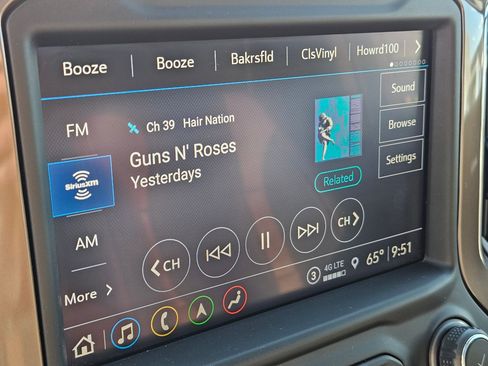 Booze Booze Bakrsfld ClsVinyl Howrd100
FM
Ch 39 Hair Nation
Sound
Guns N' Roses
Browse
SiriusXM
Yesterdays
Settings
Related
AM
CH CH
More
3 4G LTE 65° 9:51